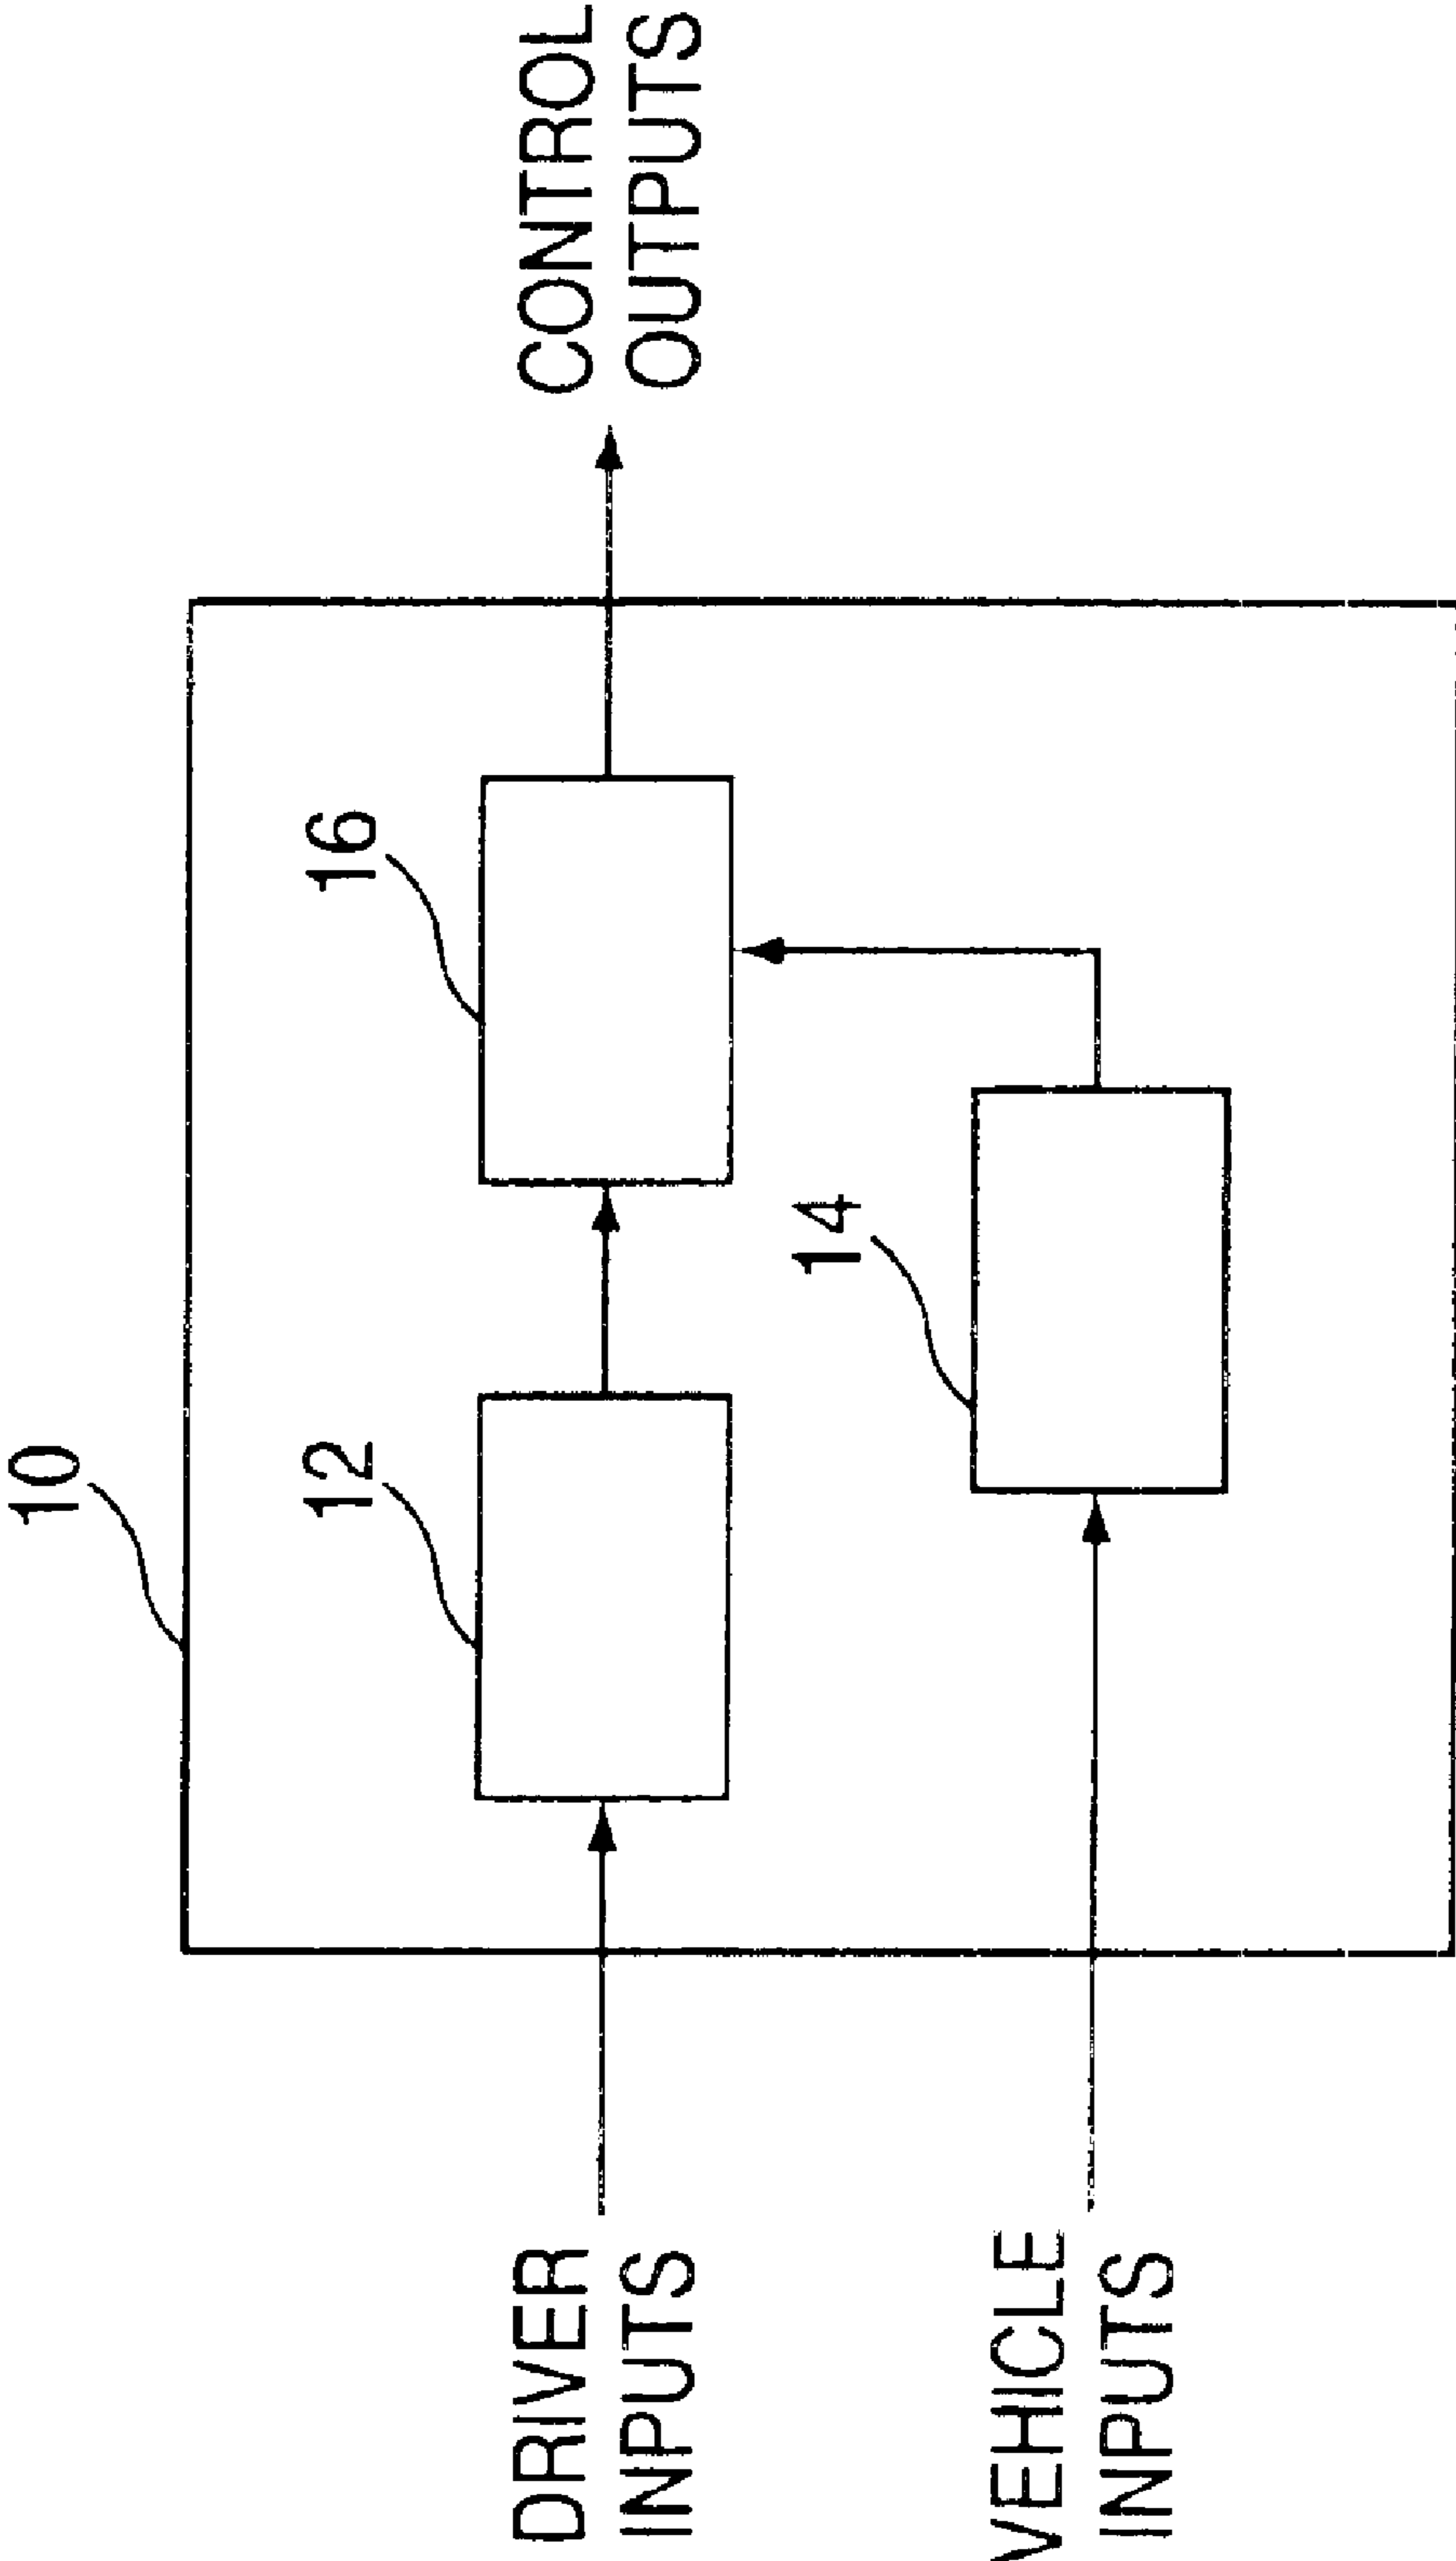 10
12
16
14
DRIVER
INPUTS
VEHICLE
INPUTS
CONTROL
OUTPUTS